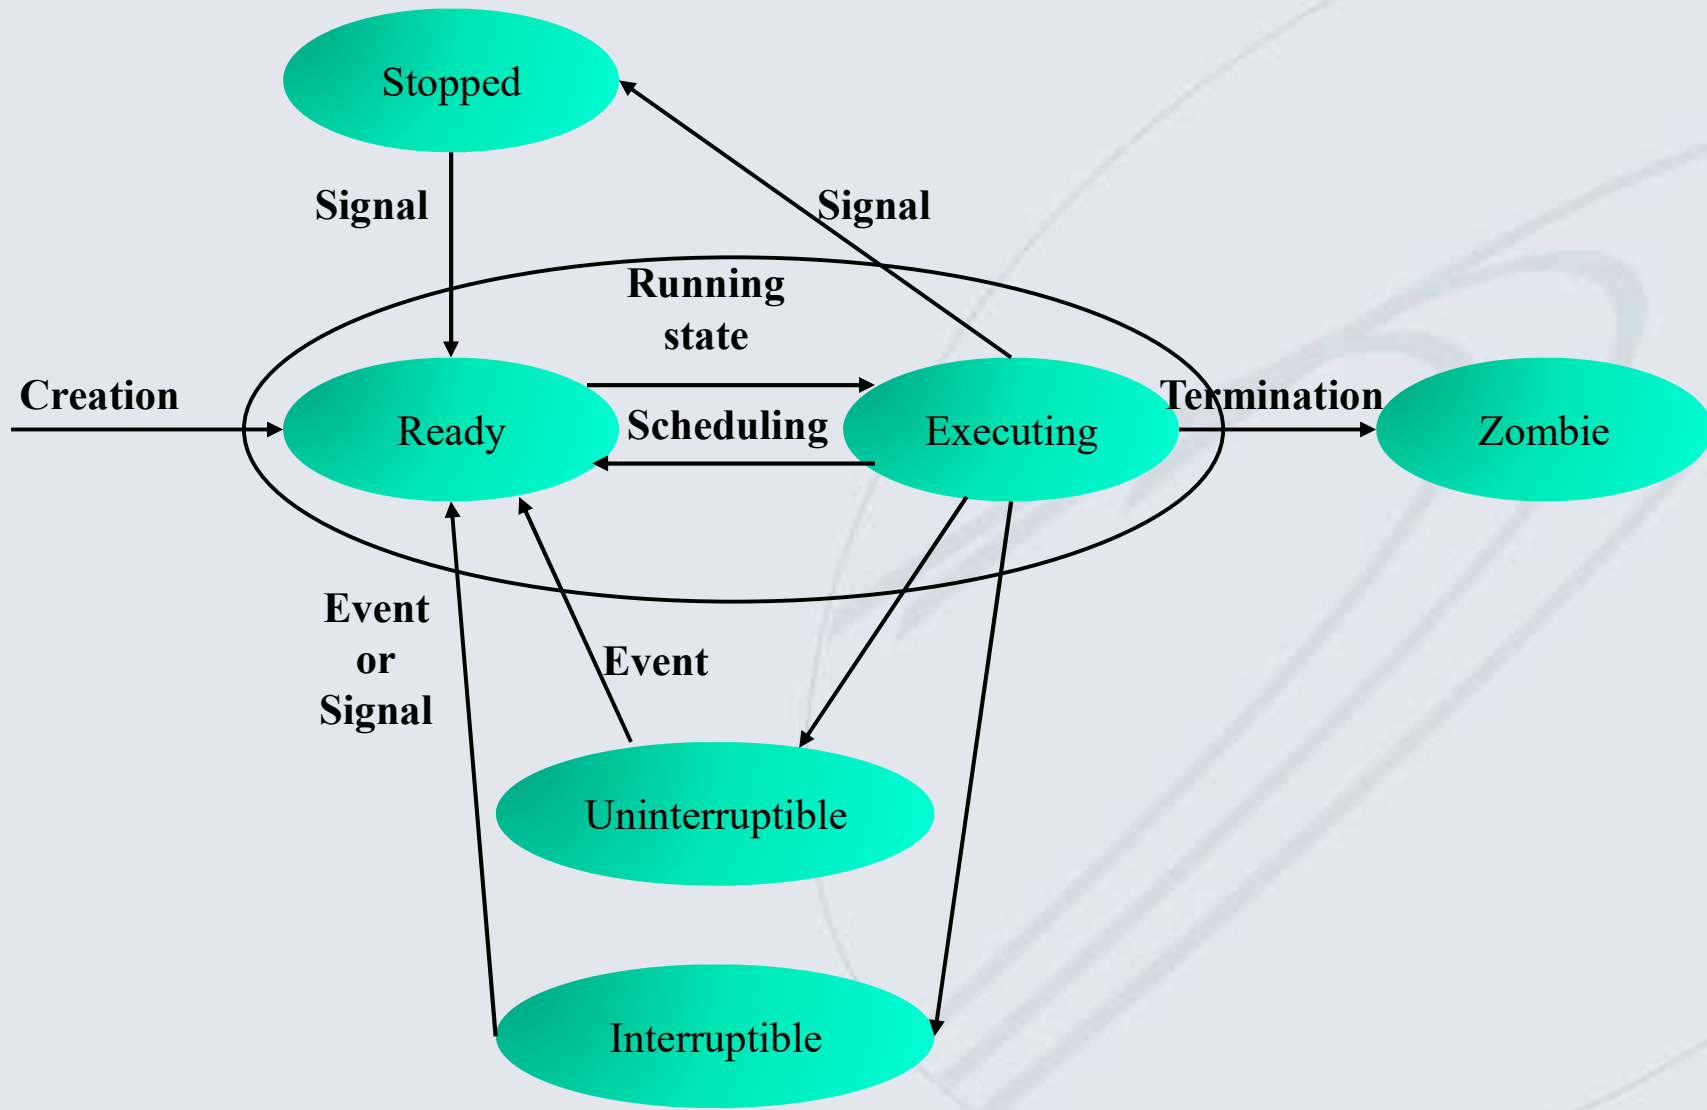 Stopped
Signal
Signal
Running
state
Creation
Ready
Scheduling
Executing
Termination
Zombie
Event
or
Signal
Event
Uninterruptible
Interruptible